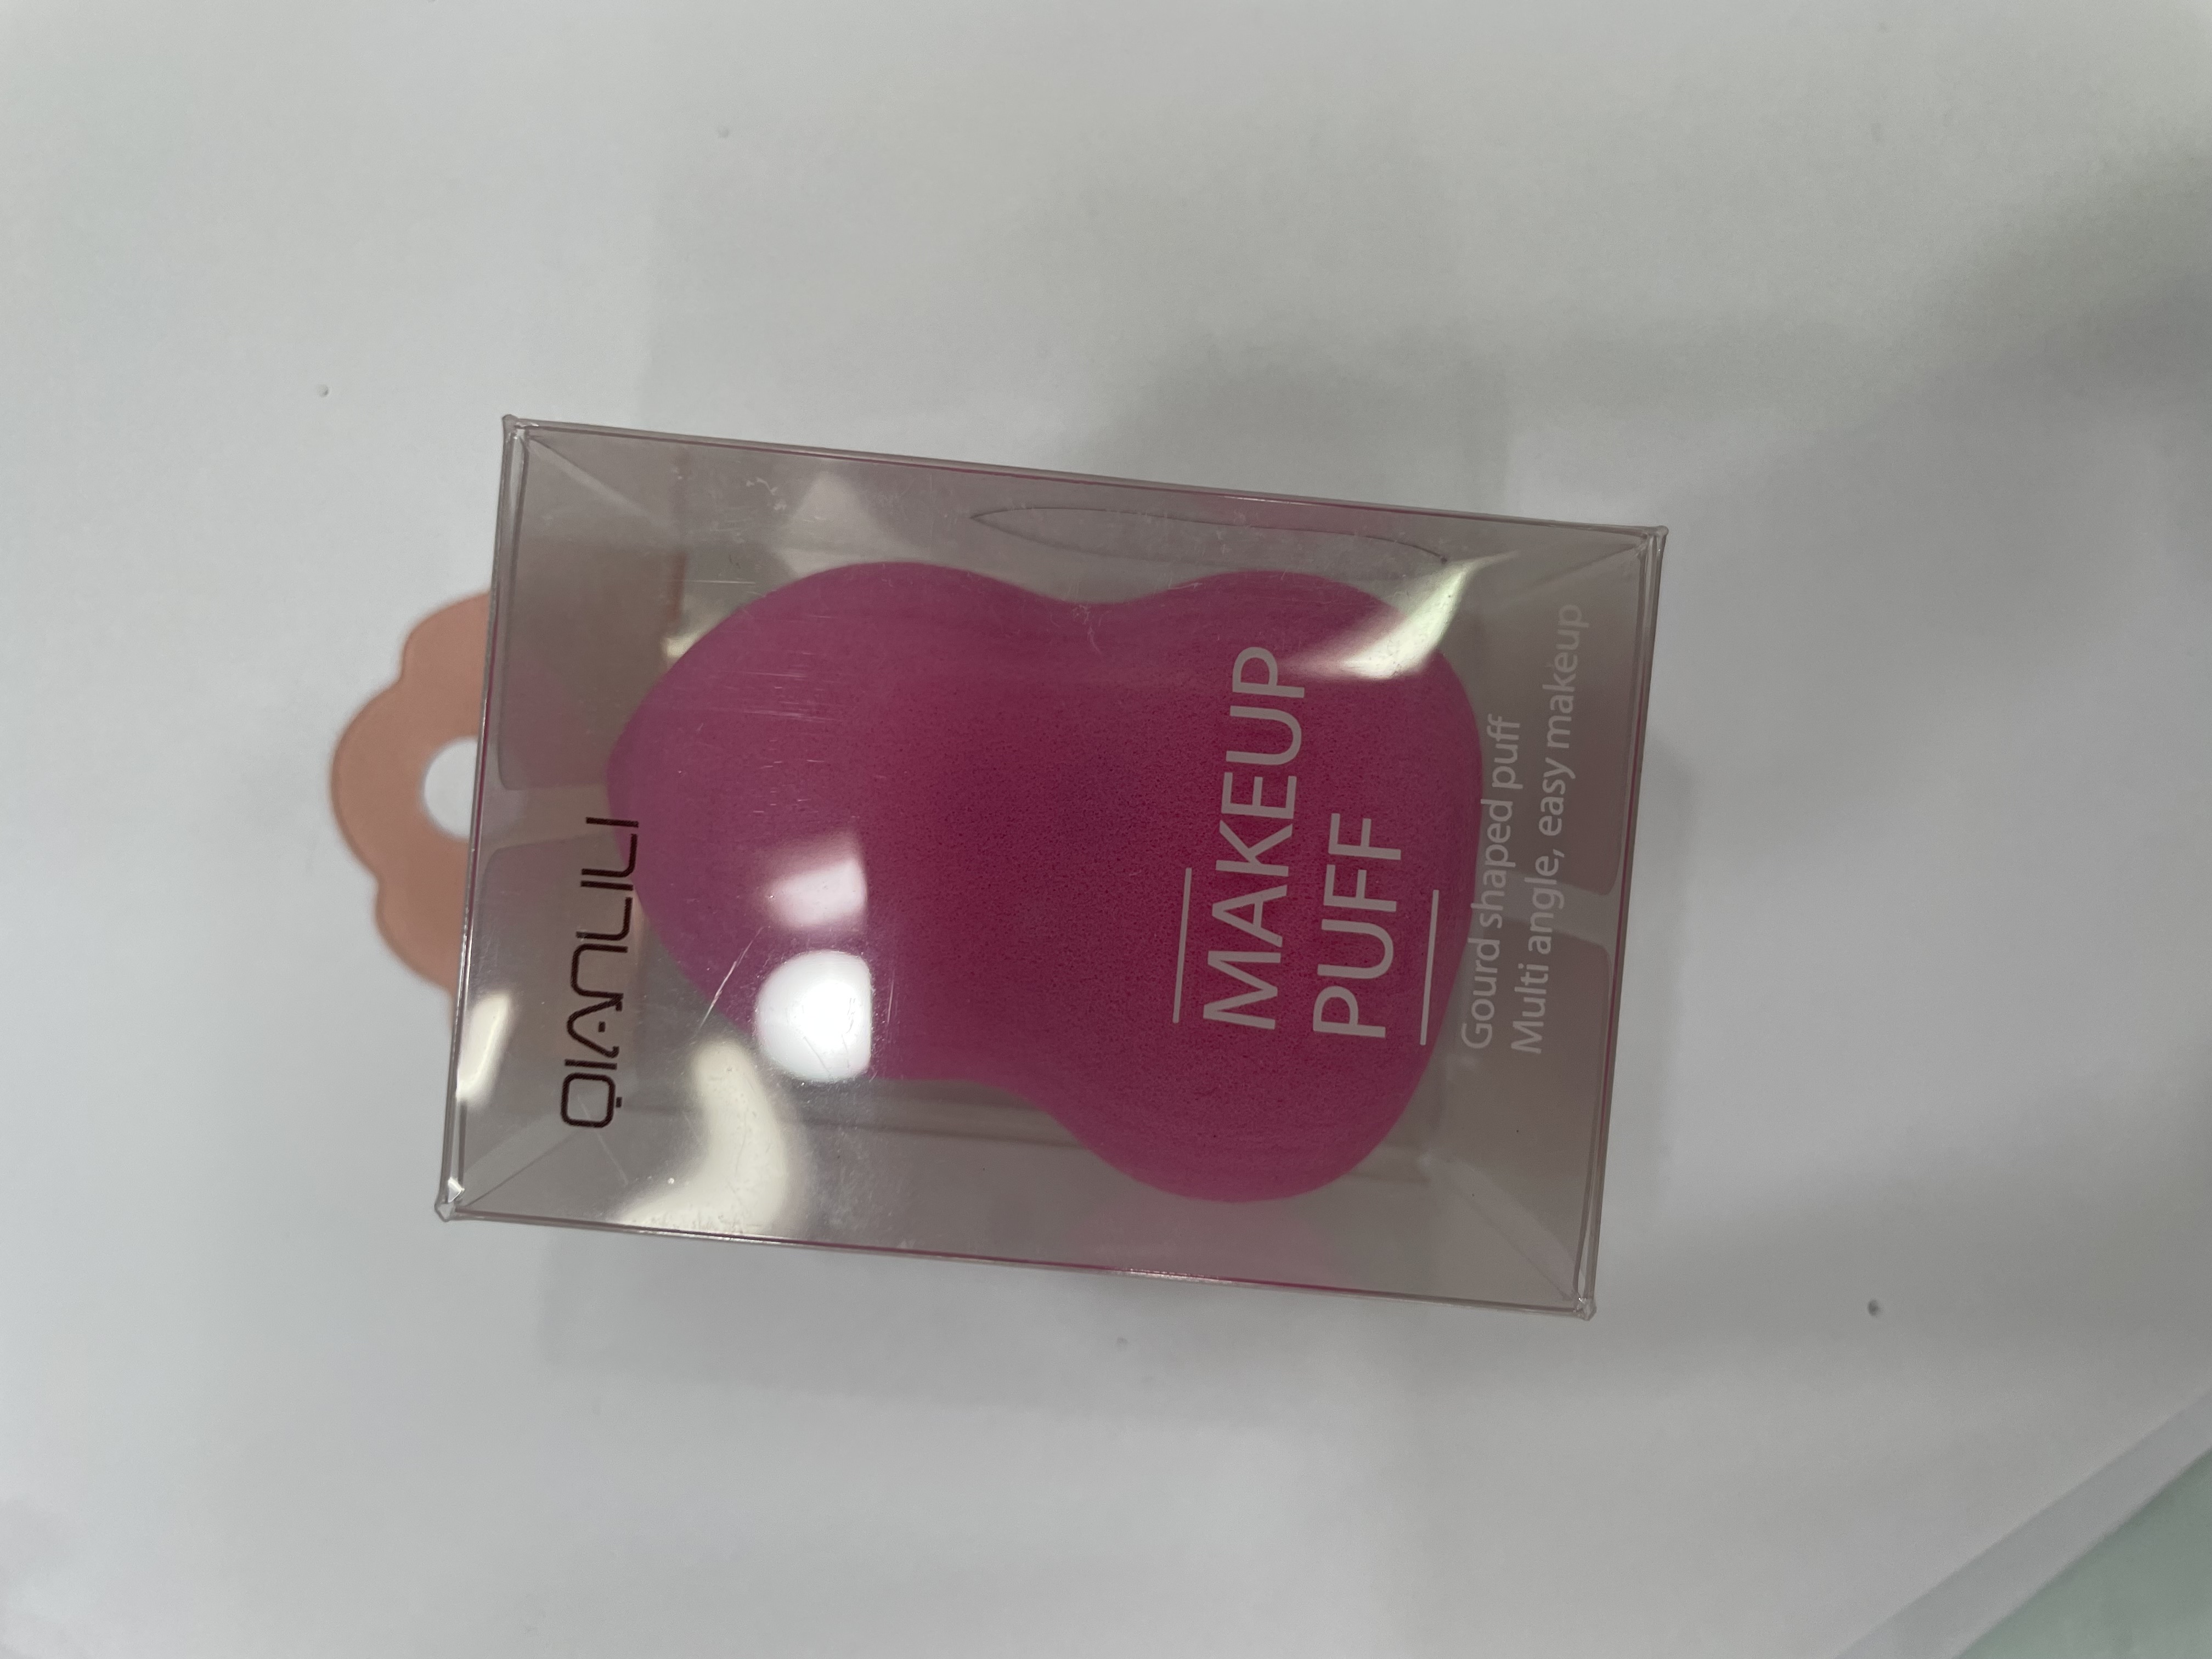 QIANLILI
MAKEUP
PUFF
Gourd shaped puff
Multi angle, easy makeup